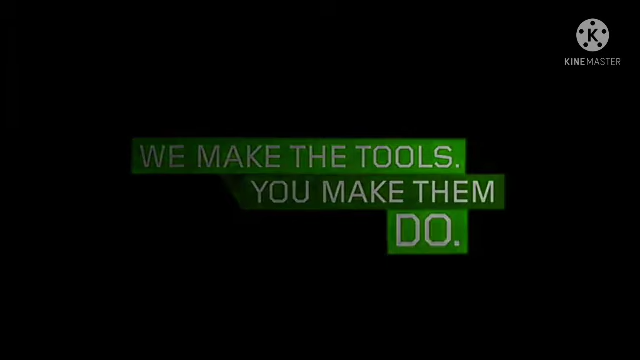 KINEMASTER
WE MAKE THE TOOLS.
YOU MAKE THEM
DO.